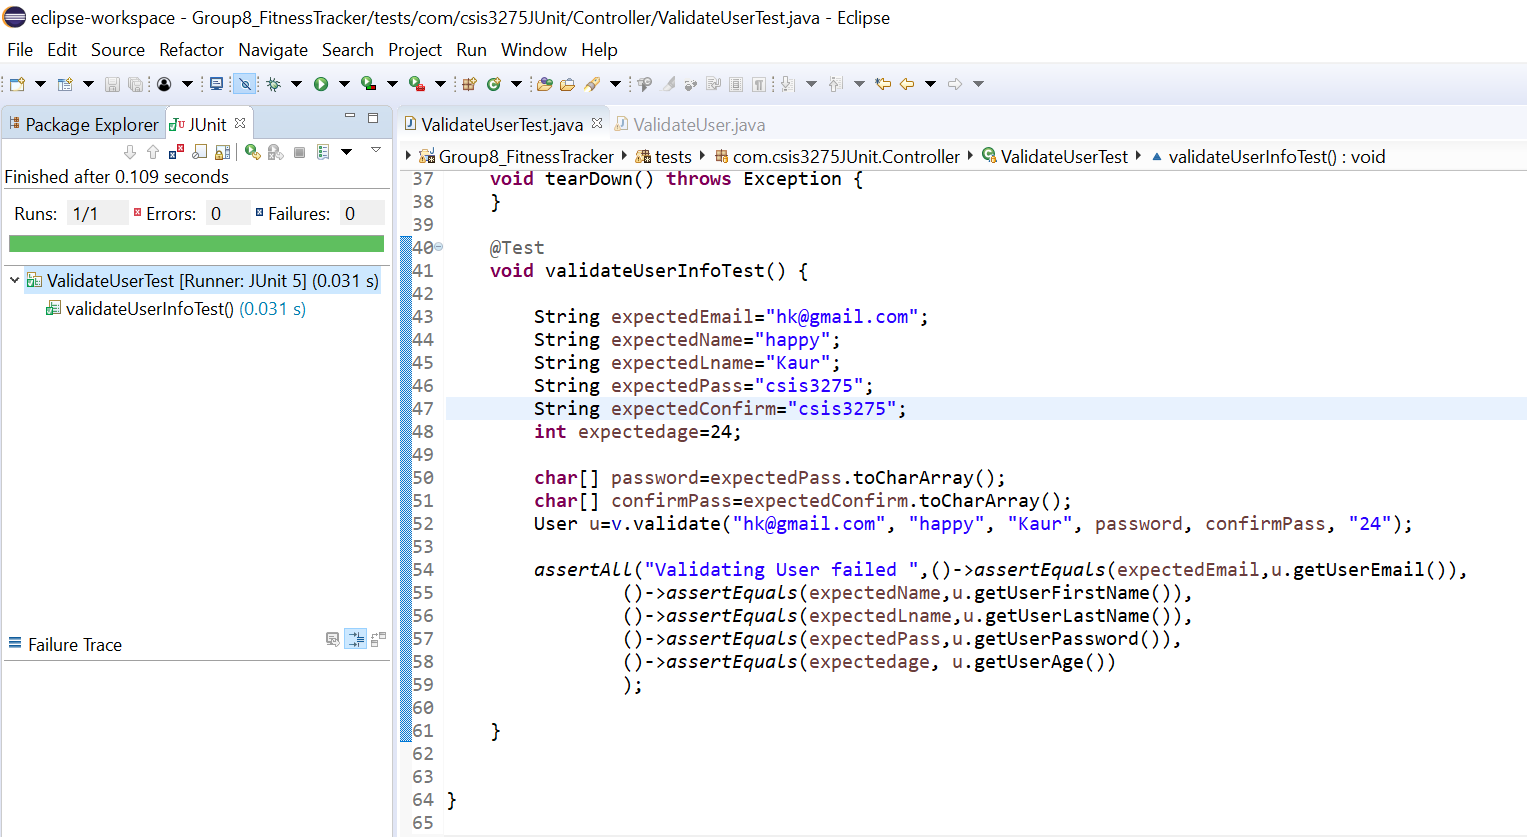 eclipse-workspace - Group8_FitnessTracker/tests/com/csis3275JUnit/Controller/ValidateUserTest.java - Eclipse
File Edit Source Refactor Navigate Search Project Run Window Help
Package Explorer JUnit
Finished after 0.109 seconds
Runs: 1/1 Errors: 0 Failures: 0
ValidateUserTest [Runner: JUnit 5] (0.031 s)
validateUserInfoTest() (0.031 s)
Failure Trace
ValidateUserTest.java ValidateUser.java
Group8_FitnessTracker tests com.csis3275JUnit.Controller ValidateUserTest validateUserInfoTest() : void
37 void tearDown() throws Exception {
38 }
39
40 @Test
41 void validateUserInfoTest() {
42
43 String expectedEmail="hk@gmail.com";
44 String expectedName="happy";
45 String expectedLname="Kaur";
46 String expectedPass="csis3275";
47 String expectedConfirm="csis3275";
48 int expectedage=24;
49
50 char[] password=expectedPass.toCharArray();
51 char[] confirmPass=expectedConfirm.toCharArray();
52 User u=v.validate("hk@gmail.com", "happy", "Kaur", password, confirmPass, "24");
53
54 assertAll("Validating User failed ",()->assertEquals(expectedEmail,u.getUserEmail()),
55 ()->assertEquals(expectedName,u.getUserFirstName()),
56 ()->assertEquals(expectedLname,u.getUserLastName()),
57 ()->assertEquals(expectedPass,u.getUserPassword()),
58 ()->assertEquals(expectedage, u.getUserAge())
59 );
60
61 }
62
63
64 }
65